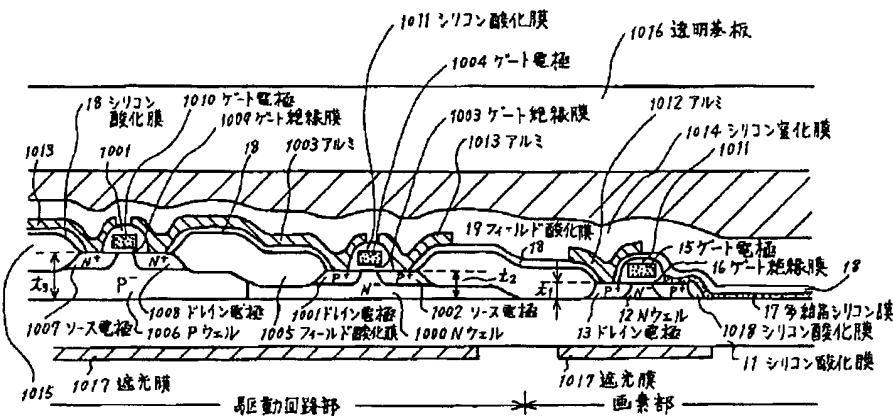 1011 シリコン酸化膜
1016 透明基板
1004 ゲート電極
18 シリコン
酸化膜
1010 ゲート電極
1009 ゲート絶縁膜
1003 ゲート絶縁膜
1012 アルミ
1014 シリコン窒化膜
1013
1001
18
1003 アルミ
1013 アルミ
1011
19 フィールド酸化膜
18
15 ゲート電極
16 ゲート絶縁膜
18
N+
N+
P+
P+
P+
N
P+
t3
P-
N
t2
t1
1008 ドレイン電極
1001 ドレイン電極
1002 ソース電極
12 Nウェル
17 多結晶シリコン膜
1007 ソース電極
1006 Pウェル
1005 フィールド酸化膜
1000 Nウェル
13 ドレイン電極
1018 シリコン酸化膜
11 シリコン酸化膜
1015
1017 遮光膜
1017 遮光膜
駆動回路部
画素部